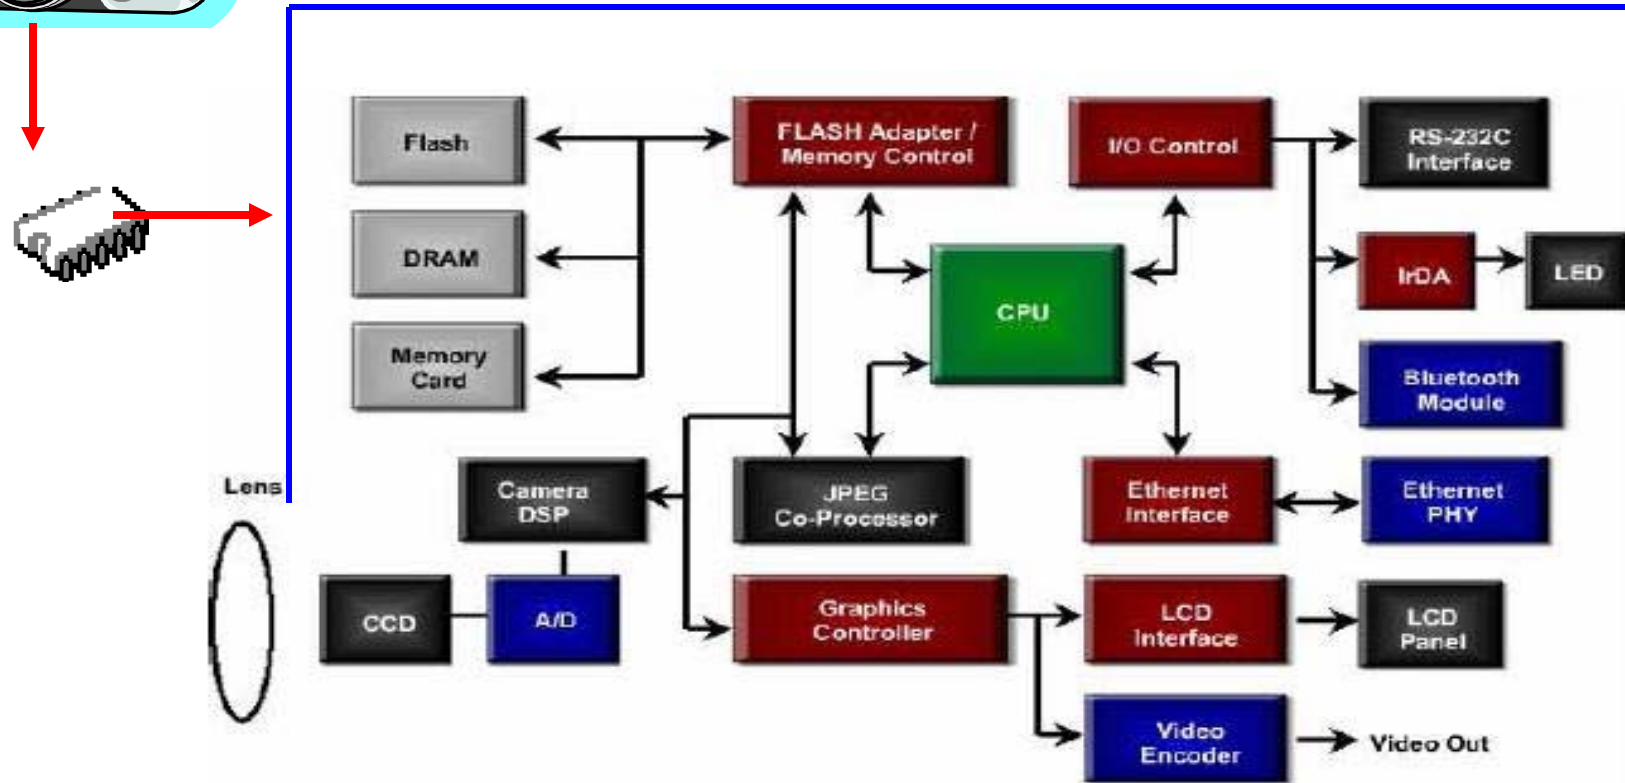 Flash
FLASH Adapter /
Memory Control
I/O Control
RS-232C
Interface
DRAM
CPU
IrDA
LED
Memory
Card
Bluetooth
Module
Lens
Camera
DSP
JPEG
Co-Processor
Ethernet
Interface
Ethernet
PHY
CCD
A/D
Graphics
Controller
LCD
Interface
LCD
Panel
Video
Encoder
Video Out